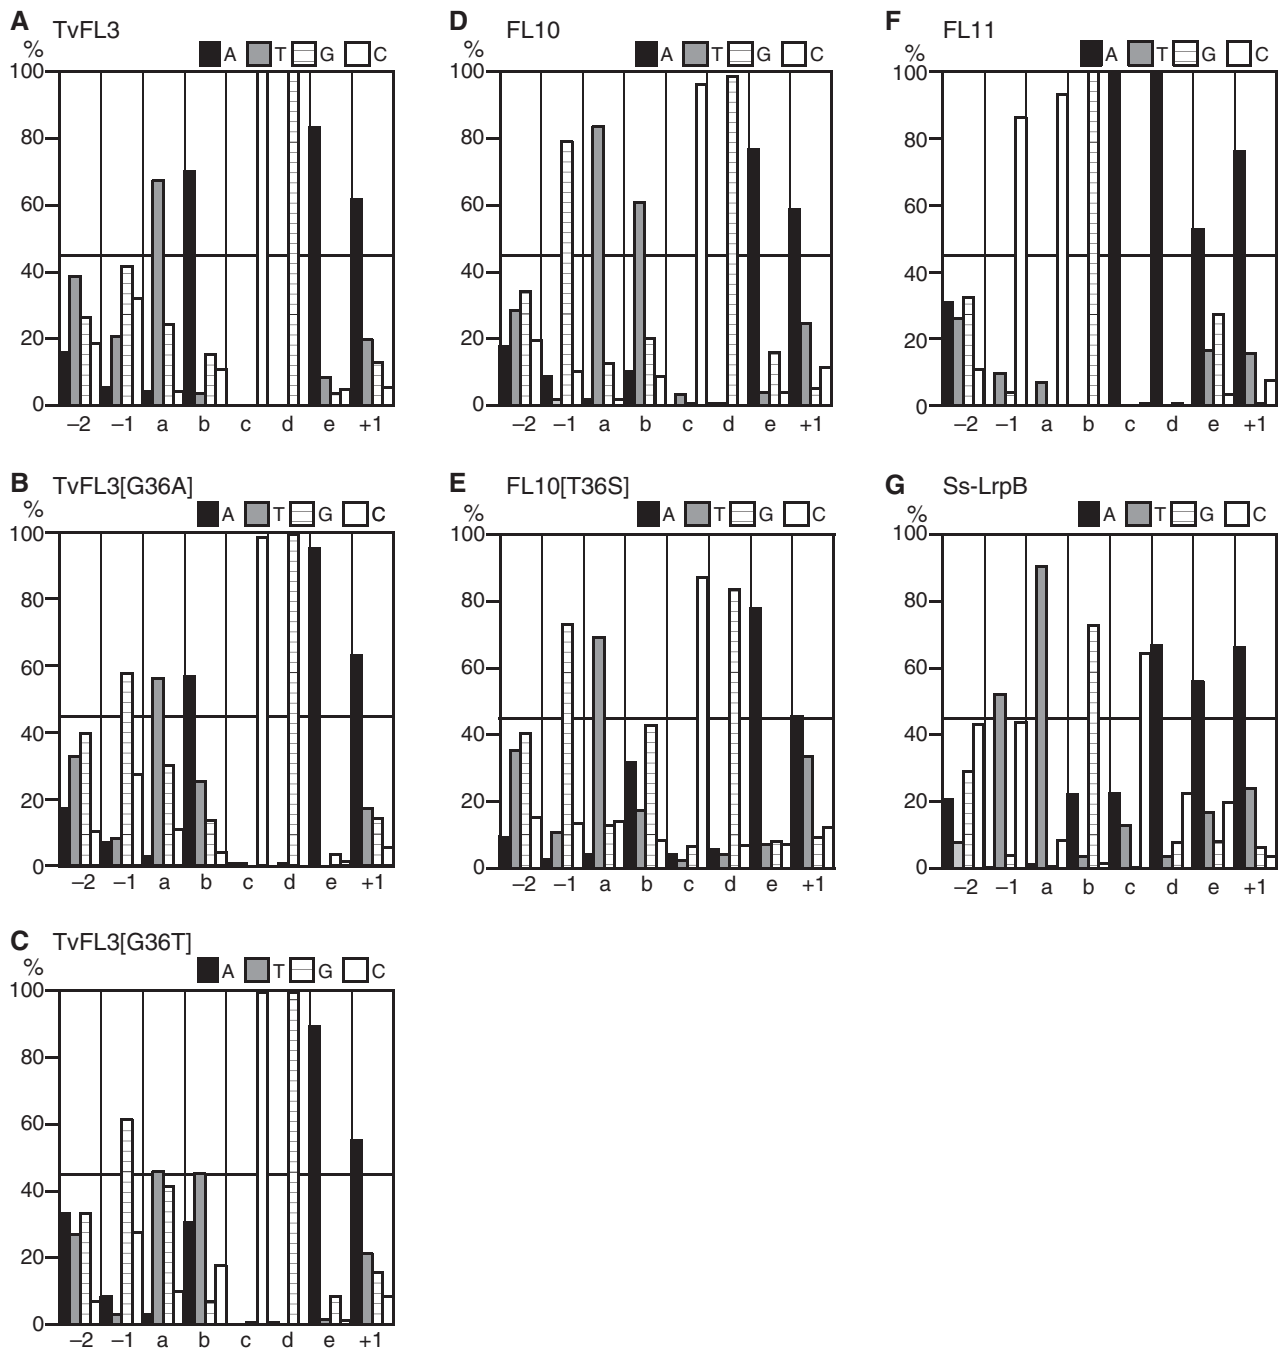 A TvFL3
%
A T G C
100
80
60
40
20
0
–2 –1 a b c d e +1
B TvFL3[G36A]
%
A T G C
100
80
60
40
20
0
–2 –1 a b c d e +1
C TvFL3[G36T]
%
A T G C
100
80
60
40
20
0
–2 –1 a b c d e +1
D FL10
%
A T G C
100
80
60
40
20
0
–2 –1 a b c d e +1
E FL10[T36S]
%
A T G C
100
80
60
40
20
0
–2 –1 a b c d e +1
F FL11
%
A T G C
100
80
60
40
20
0
–2 –1 a b c d e +1
G Ss-LrpB
%
A T G C
100
80
60
40
20
0
–2 –1 a b c d e +1